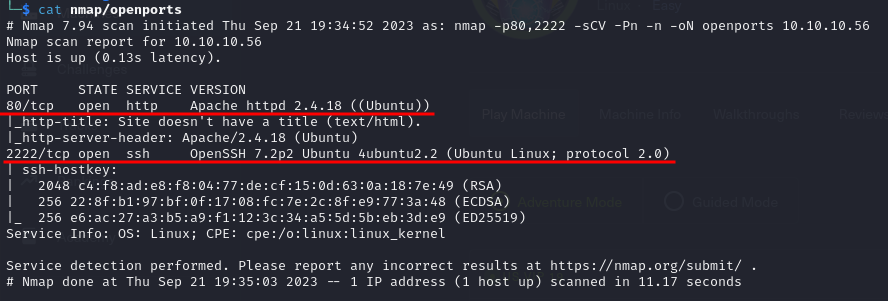 └─$ cat nmap/openports
# Nmap 7.94 scan initiated Thu Sep 21 19:34:52 2023 as: nmap -p80,2222 -sCV -Pn -n -oN openports 10.10.10.56
Nmap scan report for 10.10.10.56
Host is up (0.13s latency).
PORT     STATE SERVICE VERSION
80/tcp   open  http    Apache httpd 2.4.18 ((Ubuntu))
|_http-title: Site doesn't have a title (text/html).
|_http-server-header: Apache/2.4.18 (Ubuntu)
Play Machine Machine Info Walkthroughs
2222/tcp open  ssh     OpenSSH 7.2p2 Ubuntu 4ubuntu2.2 (Ubuntu Linux; protocol 2.0)
| ssh-hostkey:
|   2048 c4:f8:ad:e8:f8:04:77:de:cf:15:0d:63:0a:18:7e:49 (RSA)
|   256 22:8f:b1:97:bf:0f:17:08:fc:7e:2c:8f:e9:77:3a:48 (ECDSA)
|_  256 e6:ac:27:a3:b5:a9:f1:12:3c:34:a5:5d:5b:eb:3d:e9 (ED25519)
Adventure Mode Guided Mode
Service Info: OS: Linux; CPE: cpe:/o:linux:linux_kernel
Service detection performed. Please report any incorrect results at https://nmap.org/submit/ .
# Nmap done at Thu Sep 21 19:35:03 2023 -- 1 IP address (1 host up) scanned in 11.17 seconds